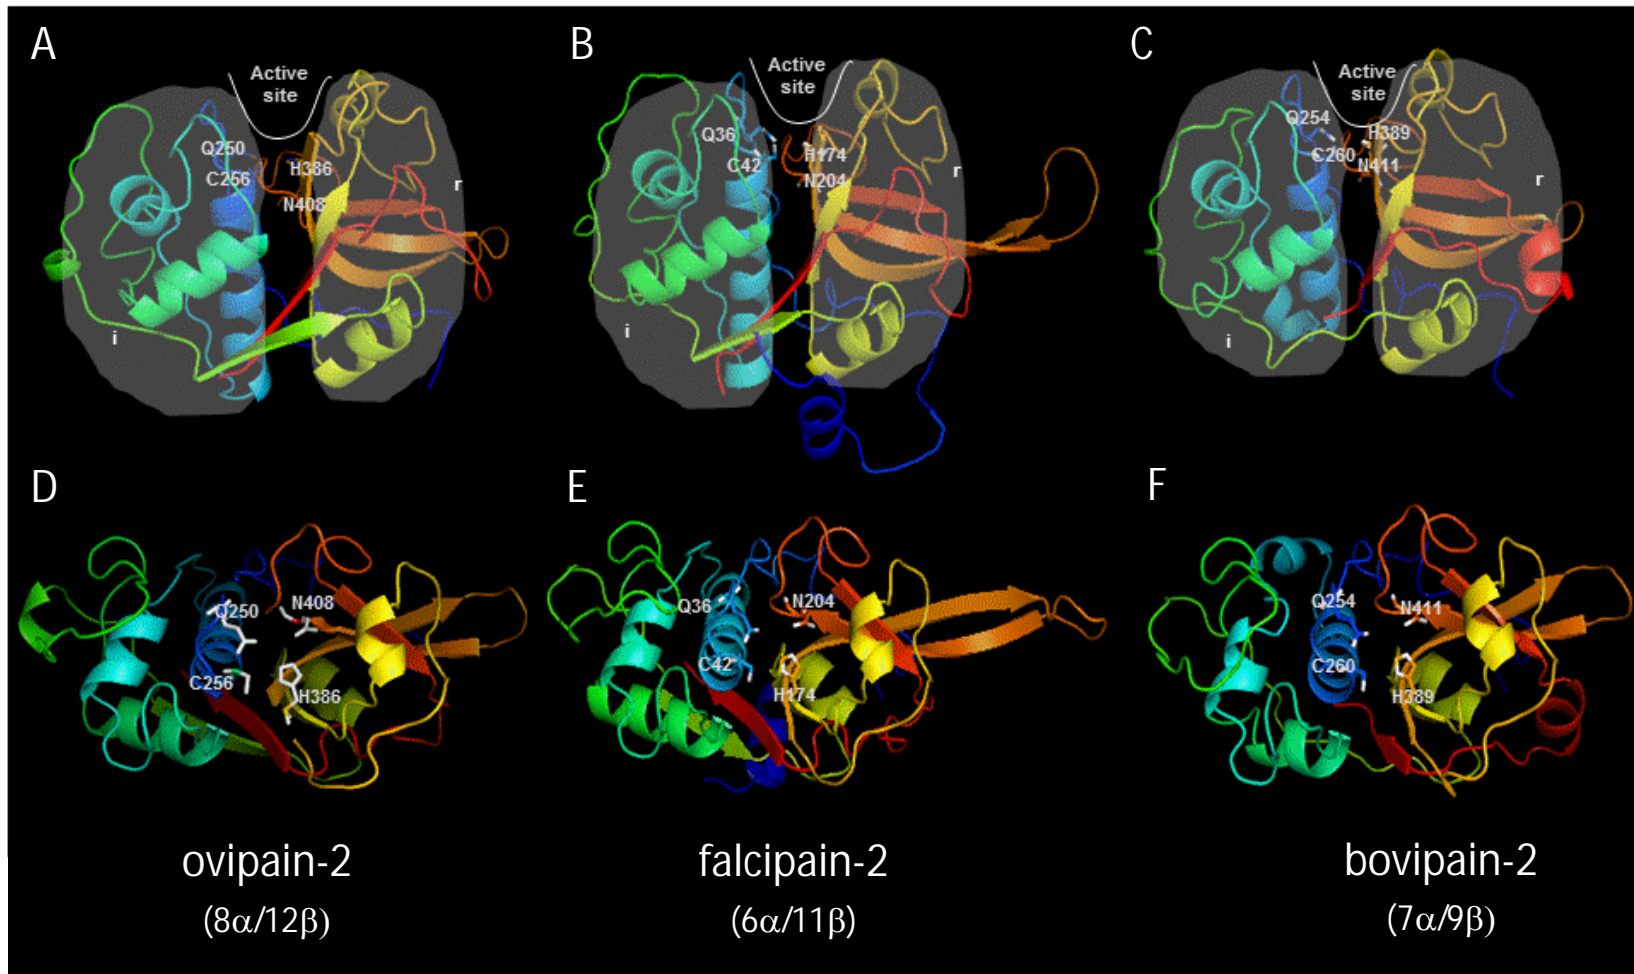 A
B
C
Active
site
Active
site
Active
site
Q250
C256
H386
N408
r
i
Q36
C42
H174
N204
r
i
Q254
H389
C260
N411
r
i
D
E
F
Q250
N408
C256
H386
Q36
N204
C42
H174
Q254
N411
C260
H389
ovipain-2
falcipain-2
bovipain-2
(8α/12β)
(6α/11β)
(7α/9β)